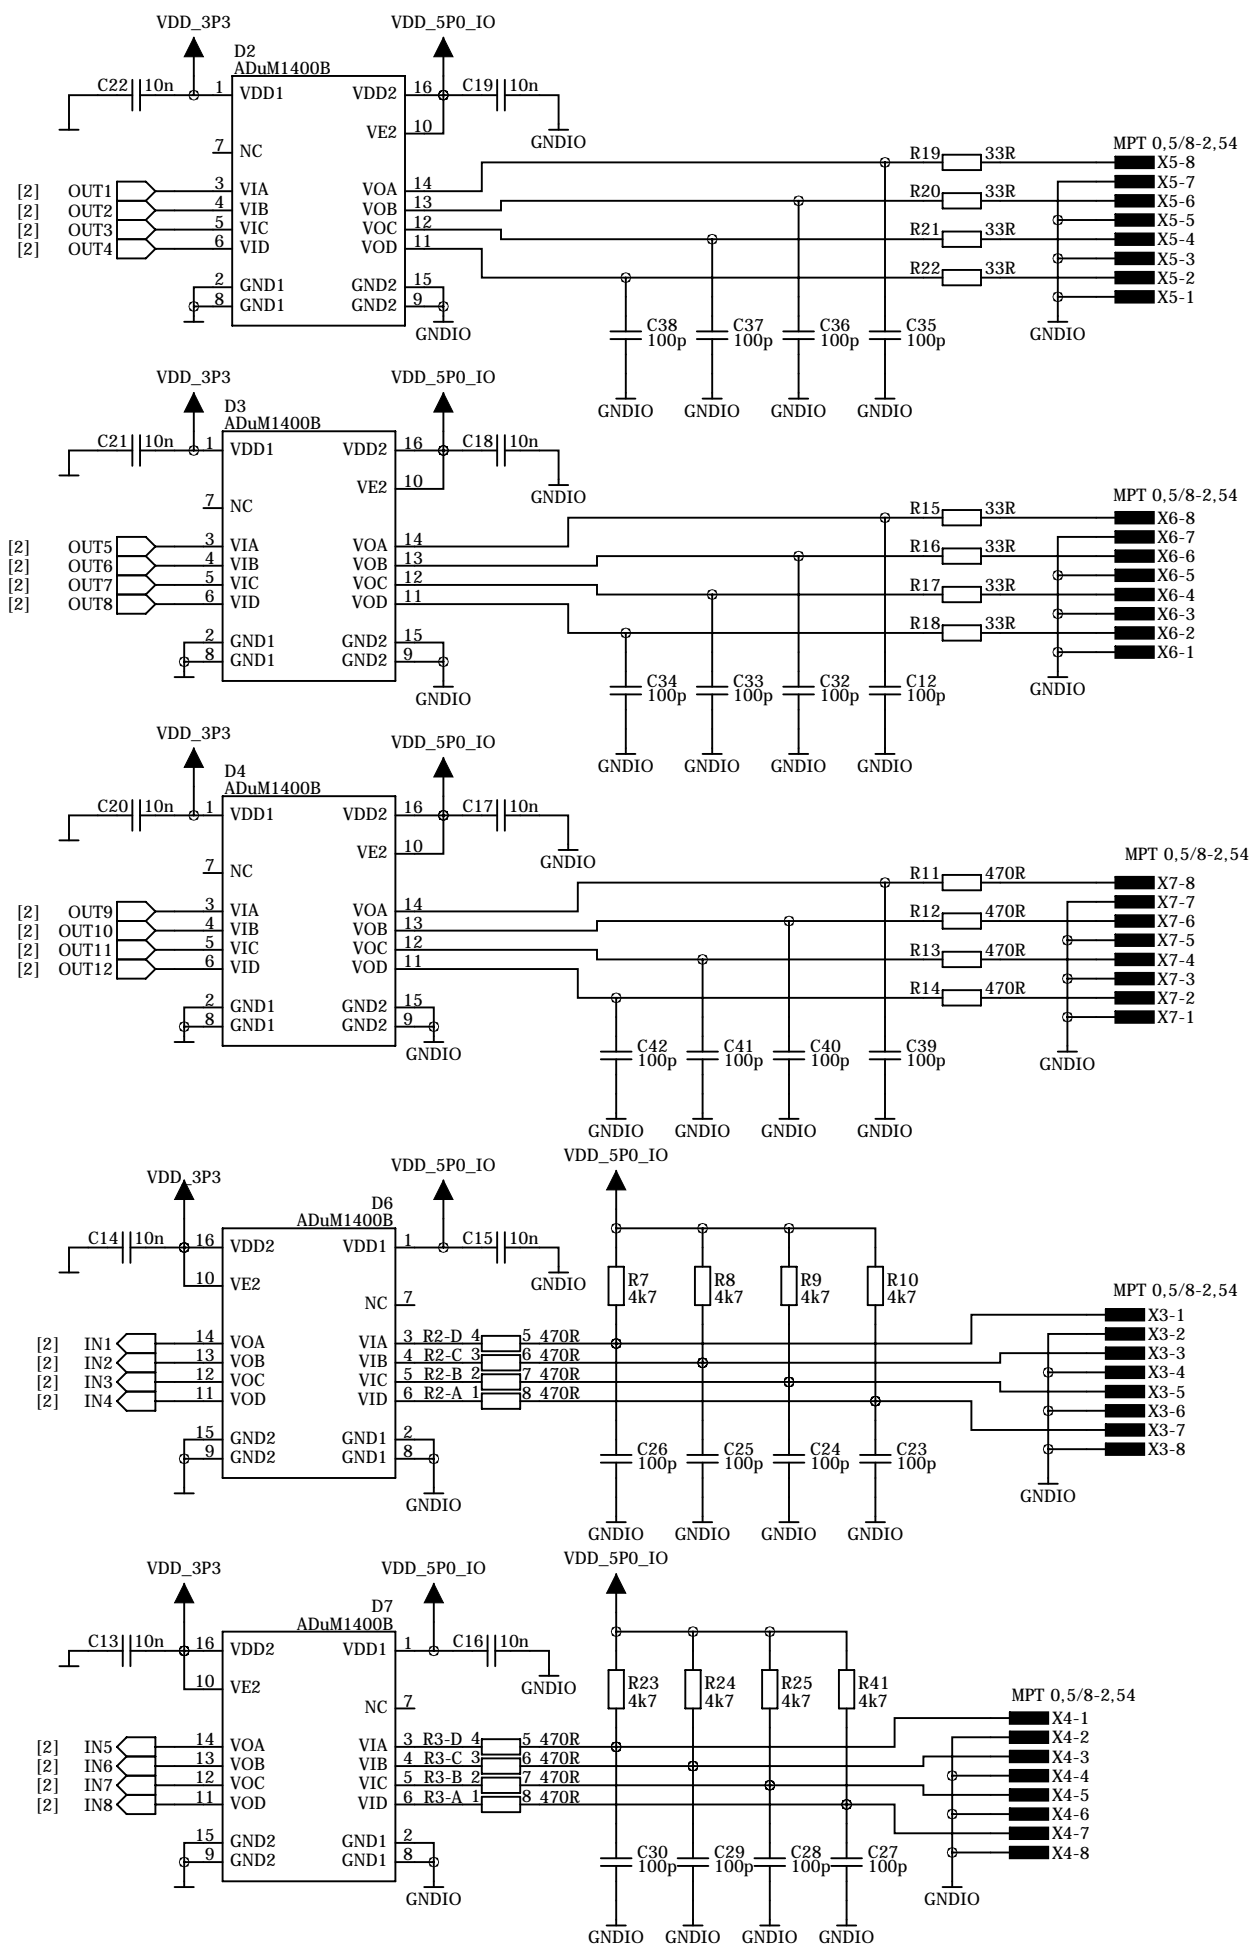 VDD_3P3 VDD_5P0_IO
D2
ADuM1400B
C22 10n 1 VDD1 VDD2 16 C19 10n
VE2 10 GNDIO
7 NC
MPT 0,5/8-2,54
R19 33R X5-8
X5-7
[2] OUT1 3 VIA VOA 14 R20 33R X5-6
[2] OUT2 4 VIB VOB 13 X5-5
[2] OUT3 5 VIC VOC 12 R21 33R X5-4
[2] OUT4 6 VID VOD 11 X5-3
R22 33R X5-2
2 GND1 GND2 15 X5-1
8 GND1 GND2 9
GNDIO GNDIO
C38 100p C37 100p C36 100p C35 100p
GNDIO GNDIO GNDIO GNDIO
VDD_3P3 VDD_5P0_IO
D3
ADuM1400B
C21 10n 1 VDD1 VDD2 16 C18 10n
VE2 10 GNDIO
7 NC
MPT 0,5/8-2,54
R15 33R X6-8
X6-7
[2] OUT5 3 VIA VOA 14 R16 33R X6-6
[2] OUT6 4 VIB VOB 13 X6-5
[2] OUT7 5 VIC VOC 12 R17 33R X6-4
[2] OUT8 6 VID VOD 11 X6-3
R18 33R X6-2
2 GND1 GND2 15 X6-1
8 GND1 GND2 9
GNDIO GNDIO
C34 100p C33 100p C32 100p C12 100p
GNDIO GNDIO GNDIO GNDIO
VDD_3P3 VDD_5P0_IO
D4
ADuM1400B
C20 10n 1 VDD1 VDD2 16 C17 10n
VE2 10 GNDIO
7 NC
MPT 0,5/8-2,54
R11 470R X7-8
X7-7
[2] OUT9 3 VIA VOA 14 R12 470R X7-6
[2] OUT10 4 VIB VOB 13 X7-5
[2] OUT11 5 VIC VOC 12 R13 470R X7-4
[2] OUT12 6 VID VOD 11 X7-3
R14 470R X7-2
2 GND1 GND2 15 X7-1
8 GND1 GND2 9
GNDIO GNDIO
C42 100p C41 100p C40 100p C39 100p
GNDIO GNDIO GNDIO GNDIO
VDD_3P3 VDD_5P0_IO VDD_5P0_IO
D6
ADuM1400B
C14 10n 16 VDD2 VDD1 1 C15 10n
10 VE2 GNDIO
NC 7
R7 4k7 R8 4k7 R9 4k7 R10 4k7
MPT 0,5/8-2,54
X3-1
X3-2
[2] IN1 14 VOA VIA 3 R2-D 4 5 470R X3-3
[2] IN2 13 VOB VIB 4 R2-C 3 6 470R X3-4
[2] IN3 12 VOC VIC 5 R2-B 2 7 470R X3-5
[2] IN4 11 VOD VID 6 R2-A 1 8 470R X3-6
X3-7
15 GND2 GND1 2 X3-8
9 GND2 GND1 8
GNDIO GNDIO
C26 100p C25 100p C24 100p C23 100p
GNDIO GNDIO GNDIO GNDIO
VDD_3P3 VDD_5P0_IO VDD_5P0_IO
D7
ADuM1400B
C13 10n 16 VDD2 VDD1 1 C16 10n
10 VE2 GNDIO
NC 7
R23 4k7 R24 4k7 R25 4k7 R41 4k7
MPT 0,5/8-2,54
X4-1
X4-2
[2] IN5 14 VOA VIA 3 R3-D 4 5 470R X4-3
[2] IN6 13 VOB VIB 4 R3-C 3 6 470R X4-4
[2] IN7 12 VOC VIC 5 R3-B 2 7 470R X4-5
[2] IN8 11 VOD VID 6 R3-A 1 8 470R X4-6
X4-7
15 GND2 GND1 2 X4-8
9 GND2 GND1 8
GNDIO GNDIO
C30 100p C29 100p C28 100p C27 100p
GNDIO GNDIO GNDIO GNDIO